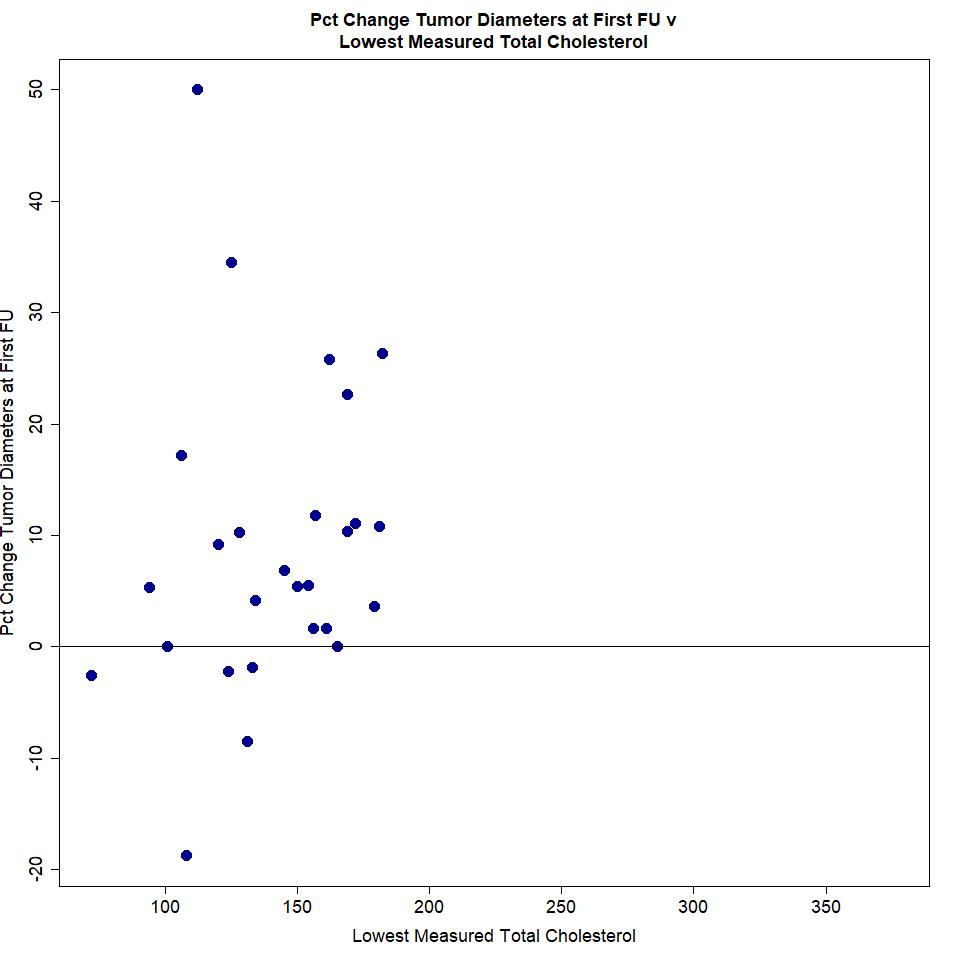 Pct Change Tumor Diameters at First FU v
Lowest Measured Total Cholesterol
Pct Change Tumor Diameters at First FU
50
40
30
20
10
0
-10
-20
100 150 200 250 300 350
Lowest Measured Total Cholesterol